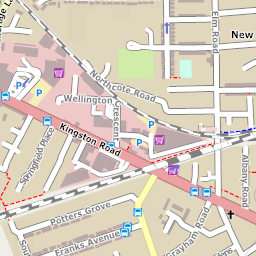 Elm Road
New
Northcote Road
Wellington
Crescent
P
P
P
Kingston Road
Springfield Place
Albany Road
Potters Grove
Franks Avenue
Grayham Road